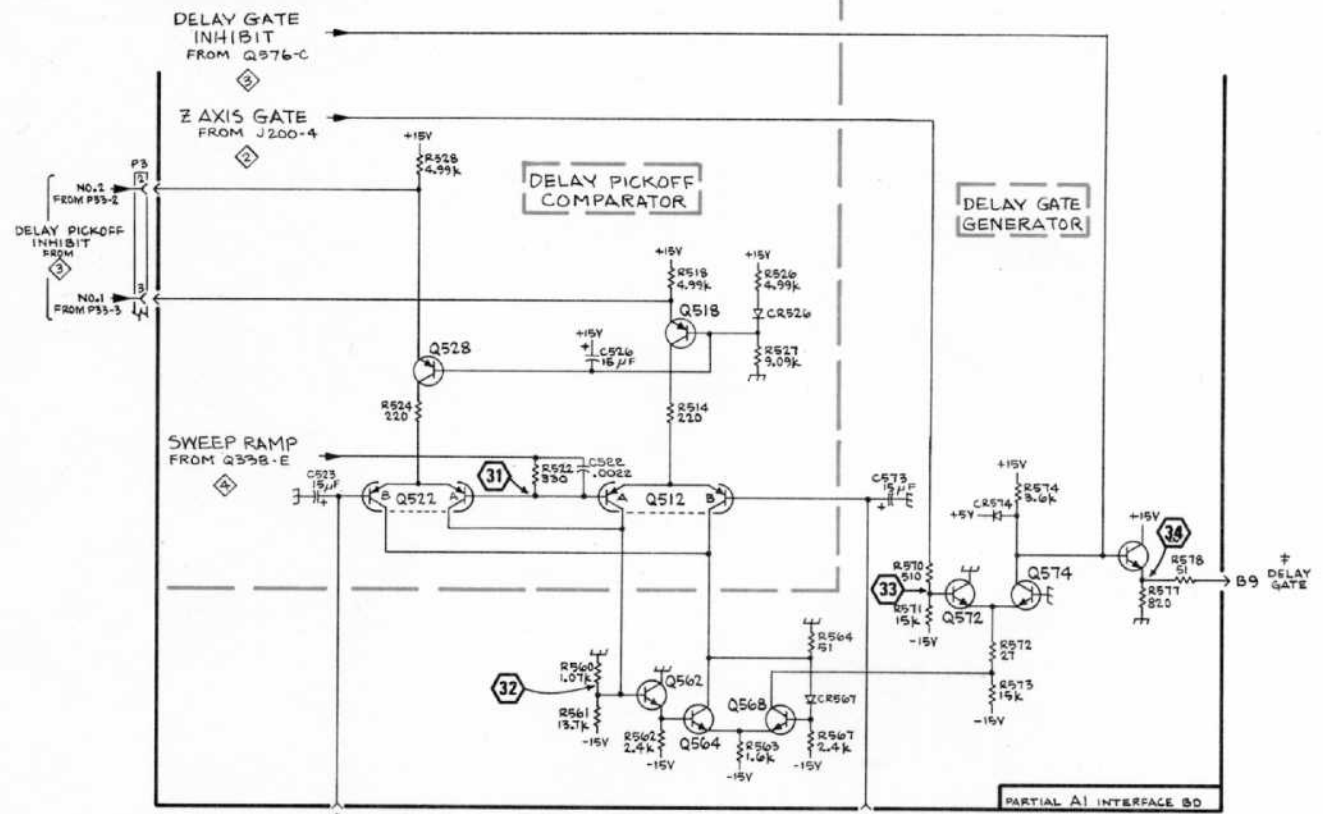 DELAY GATE
INHIBIT
FROM Q576-C
3
Z AXIS GATE
FROM J200-4
2
+15V
R528
4.99k
P3
2
NO.2
FROM P33-2
DELAY PICKOFF
INHIBIT
FROM
3
3
NO.1
FROM P33-3
DELAY PICKOFF
COMPARATOR
DELAY GATE
GENERATOR
+15V
R518
4.99k
+15V
R526
4.99k
CR526
Q518
R527
9.09k
Q528
+15V
+
C526
15µF
R524
220
R514
220
SWEEP RAMP
FROM Q338-E
4
C523
15µF
+
31
R522
330
C522
.0022
B
Q522
A
A
Q512
B
C573
15µF
+
+15V
R574
3.6k
CR574
+5V
+15V
34
R578
51
B9
‡
DELAY
GATE
R577
820
R570
510
33
R571
15k
-15V
Q572
Q574
R572
27
R573
15k
-15V
R564
51
R560
1.07k
32
R561
13.7k
-15V
Q562
Q568
CR567
R562
2.4k
-15V
Q564
R563
1.6k
-15V
R567
2.4k
-15V
PARTIAL A1 INTERFACE BD